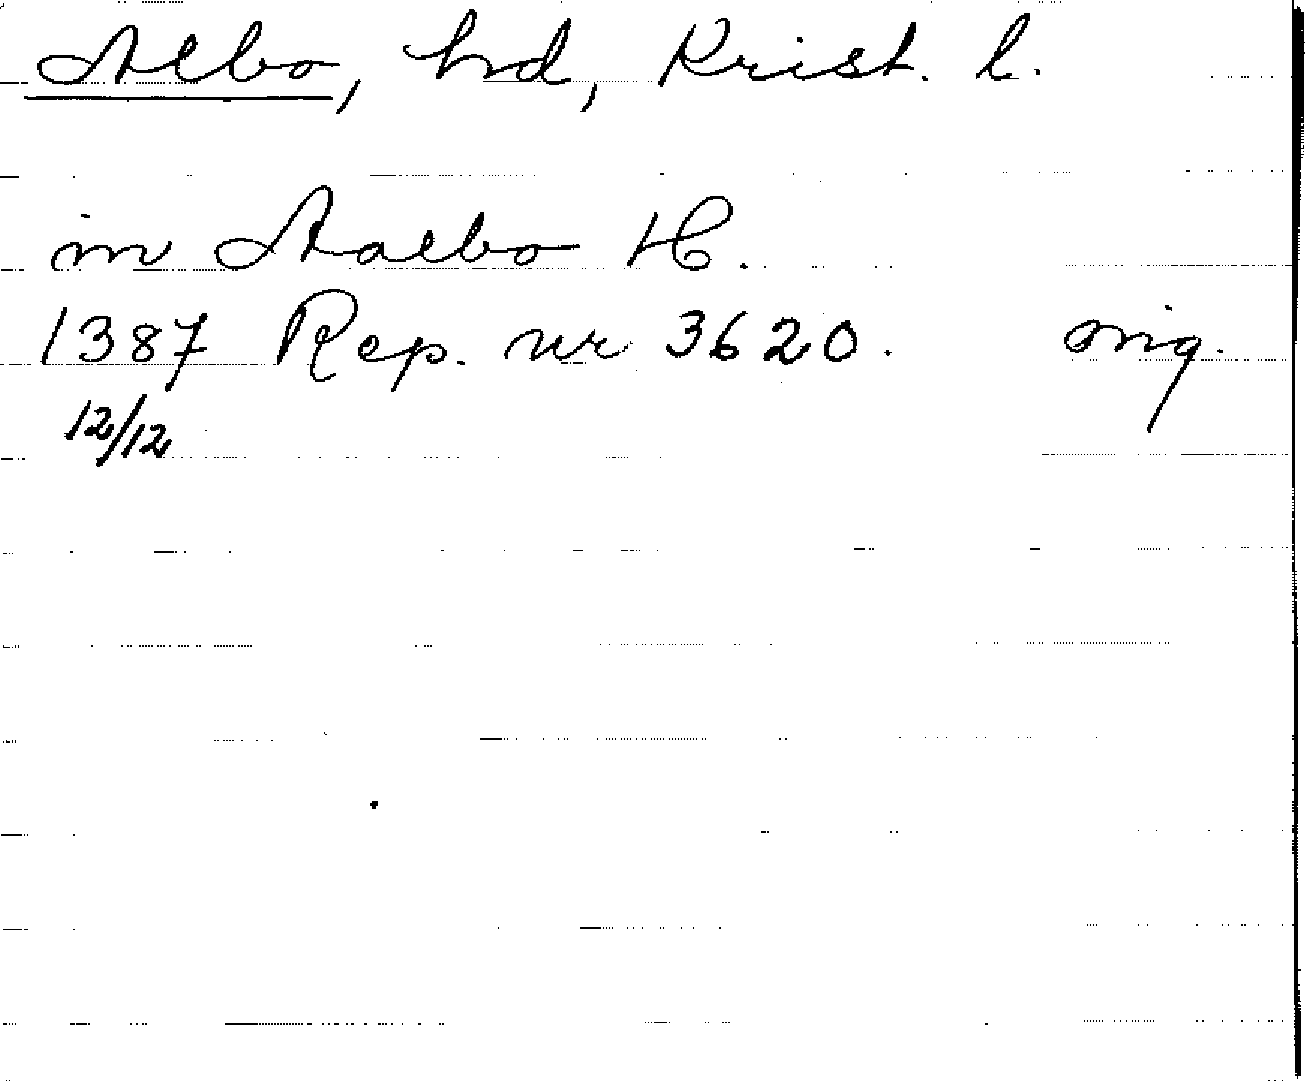 Albo, hd, Krist. l.
in Aalbo H.
1387 Rep. nr 3620. orig.
12/12